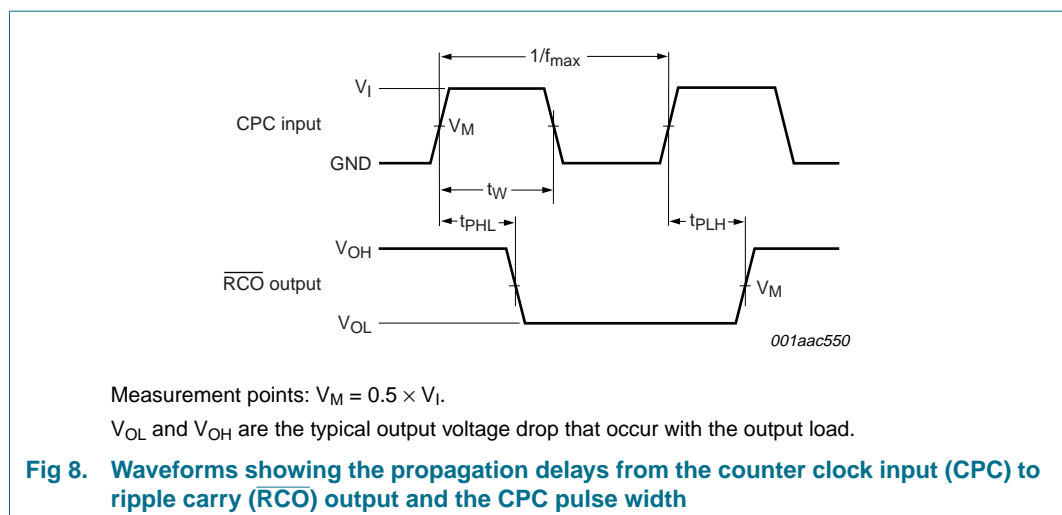 1/fmax
VI
CPC input
VM
GND
tW
tPHL
tPLH
VOH
RCO output
VM
VOL
001aac550
Measurement points: VM = 0.5 × VI.
VOL and VOH are the typical output voltage drop that occur with the output load.
Fig 8. Waveforms showing the propagation delays from the counter clock input (CPC) to
ripple carry (RCO) output and the CPC pulse width